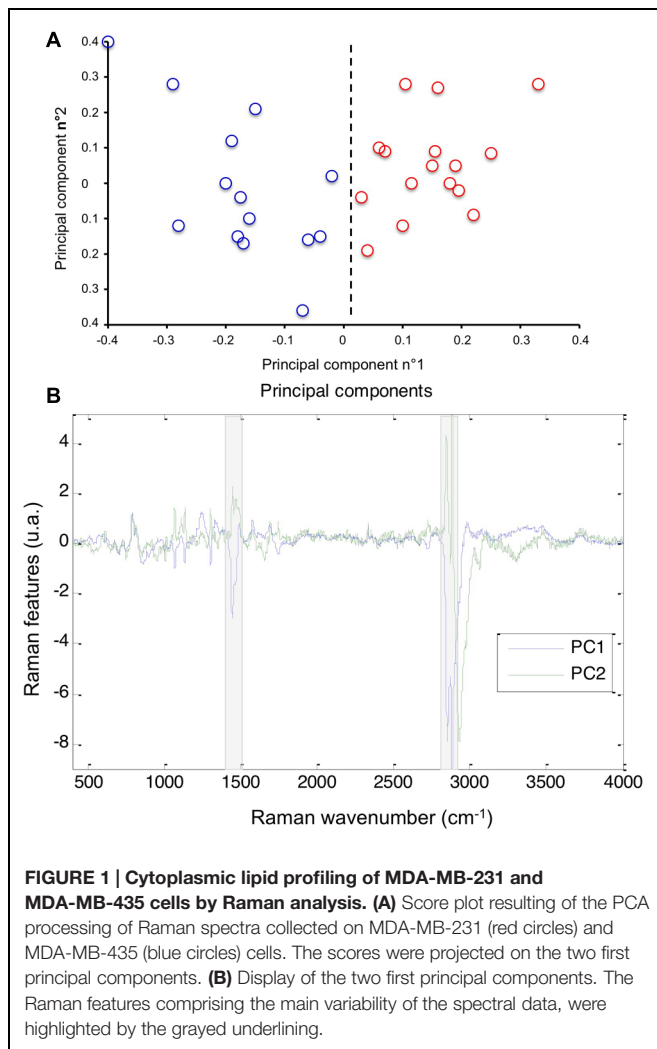 A
0.4
0.3
0.2
0.1
0
0.1
0.2
0.4
0.4
Principal component n°2
-0.4
-0.2
-0.1
0
0.1
0.2
0.3
0.4
Principal component n°1
Principal components
B
4
2
0
-2
-4
-6
-8
Raman features (u.a.)
PC1
PC2
500
1000
1500
2000
2500
3000
3500
4000
Raman wavenumber (cm-1)
FIGURE 1 | Cytoplasmic lipid profiling of MDA-MB-231 and
MDA-MB-435 cells by Raman analysis. (A) Score plot resulting of the PCA
processing of Raman spectra collected on MDA-MB-231 (red circles) and
MDA-MB-435 (blue circles) cells. The scores were projected on the two first
principal components. (B) Display of the two first principal components. The
Raman features comprising the main variability of the spectral data, were
highlighted by the grayed underlining.